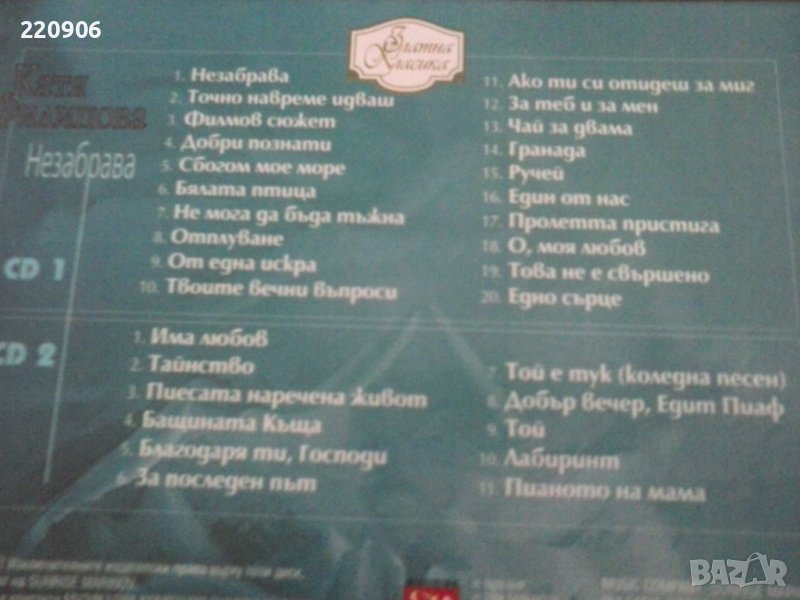 220906
Златна
Класика
Катя
Филипова
Незабрава
CD 1
1. Незабрава
2. Точно навреме идваш
3. Филмов сюжет
4. Добри познати
5. Сбогом мое море
6. Бялата птица
7. Не мога да бъда тъжна
8. Отплуване
9. От една искра
10. Твоите вечни въпроси
11. Ако ти си отидеш за миг
12. За теб и за мен
13. Чай за двама
14. Гранада
15. Ручей
16. Един от нас
17. Пролетта пристига
18. О, моя любов
19. Това не е свършено
20. Едно сърце
CD 2
1. Има любов
2. Тайнство
3. Пиесата наречена живот
4. Бащината Къща
5. Благодаря ти, Господи
6. За последен път
7. Той е тук (коледна песен)
8. Добър вечер, Едит Пиаф
9. Той
10. Лабиринт
11. Пианото на мама
BAZAR